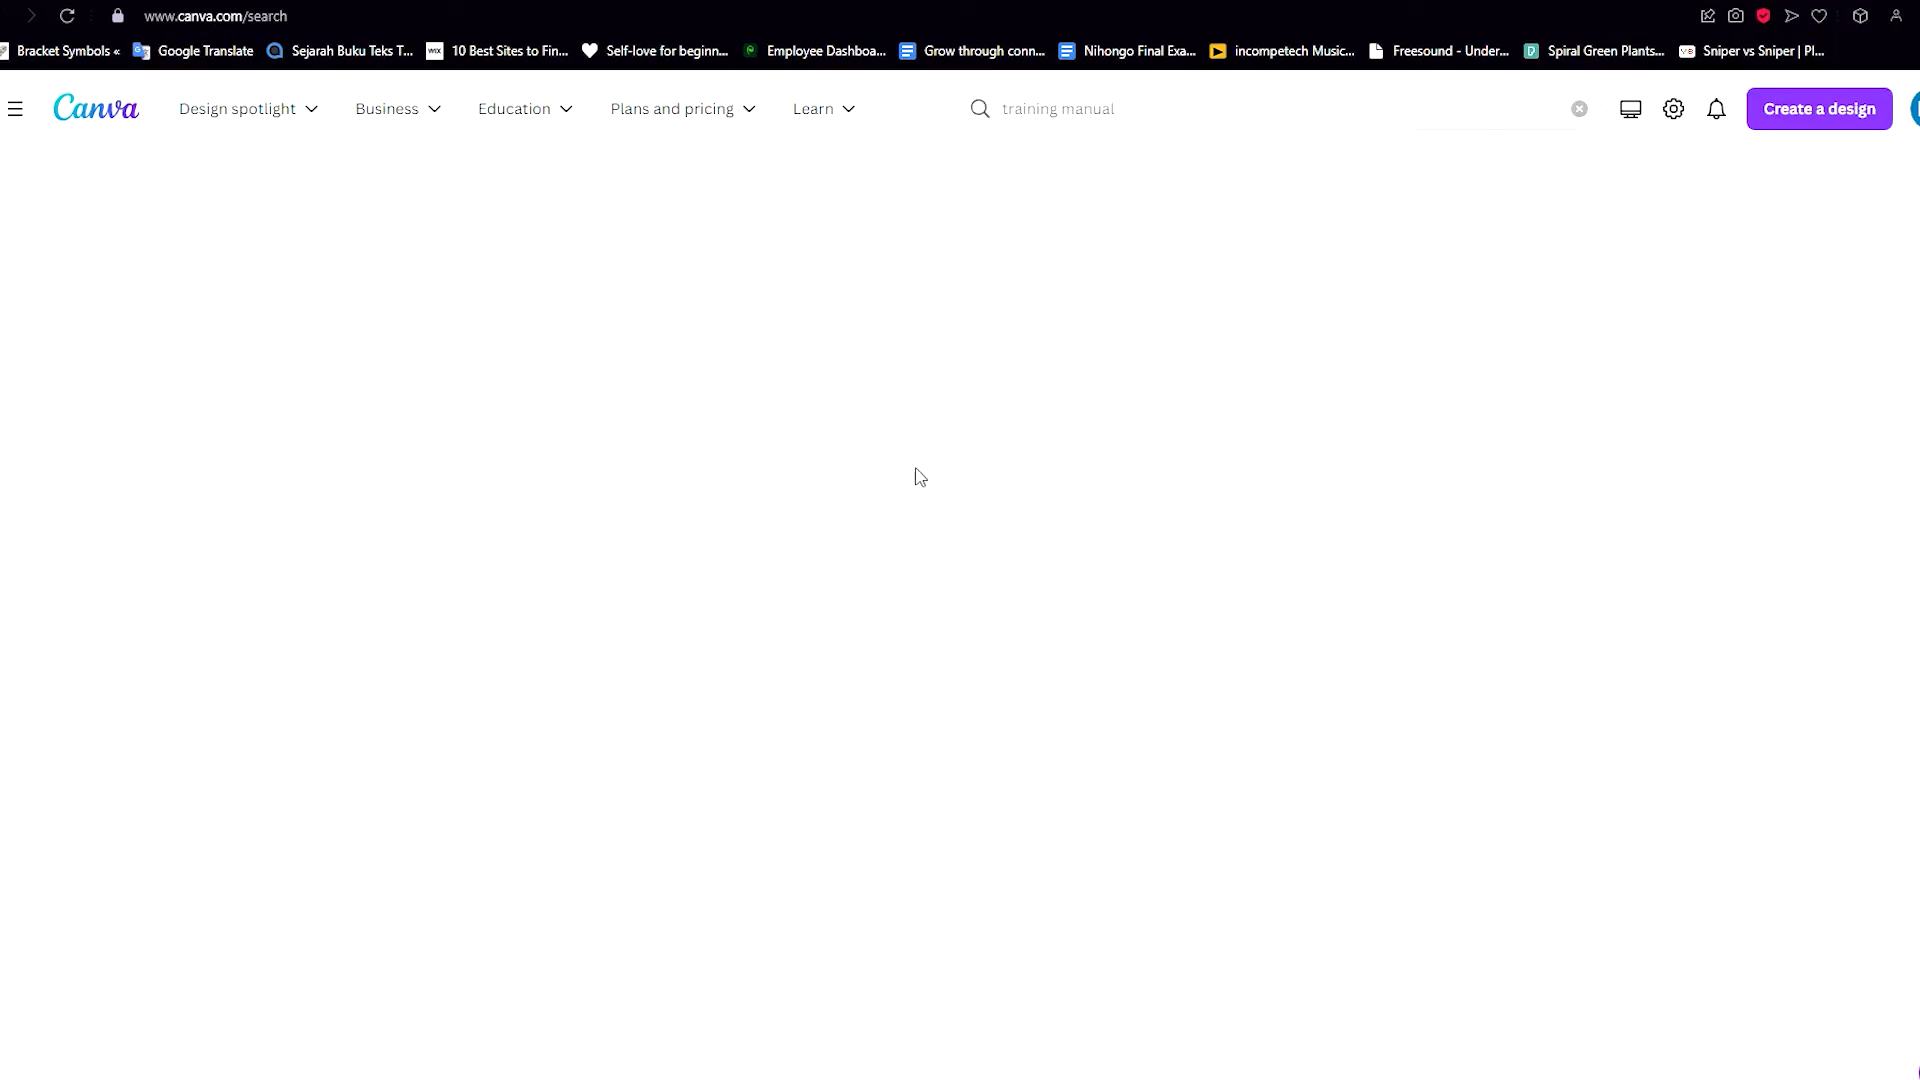 www.canva.com/search
Bracket Symbols « Google Translate Sejarah Buku Teks T... WIX 10 Best Sites to Fin... Self-love for beginn... Employee Dashboa... Grow through conn... Nihongo Final Exa... incompetech Music... Freesound - Under... Spiral Green Plants... Sniper vs Sniper | Pl...
Canva Design spotlight Business Education Plans and pricing Learn training manual Create a design